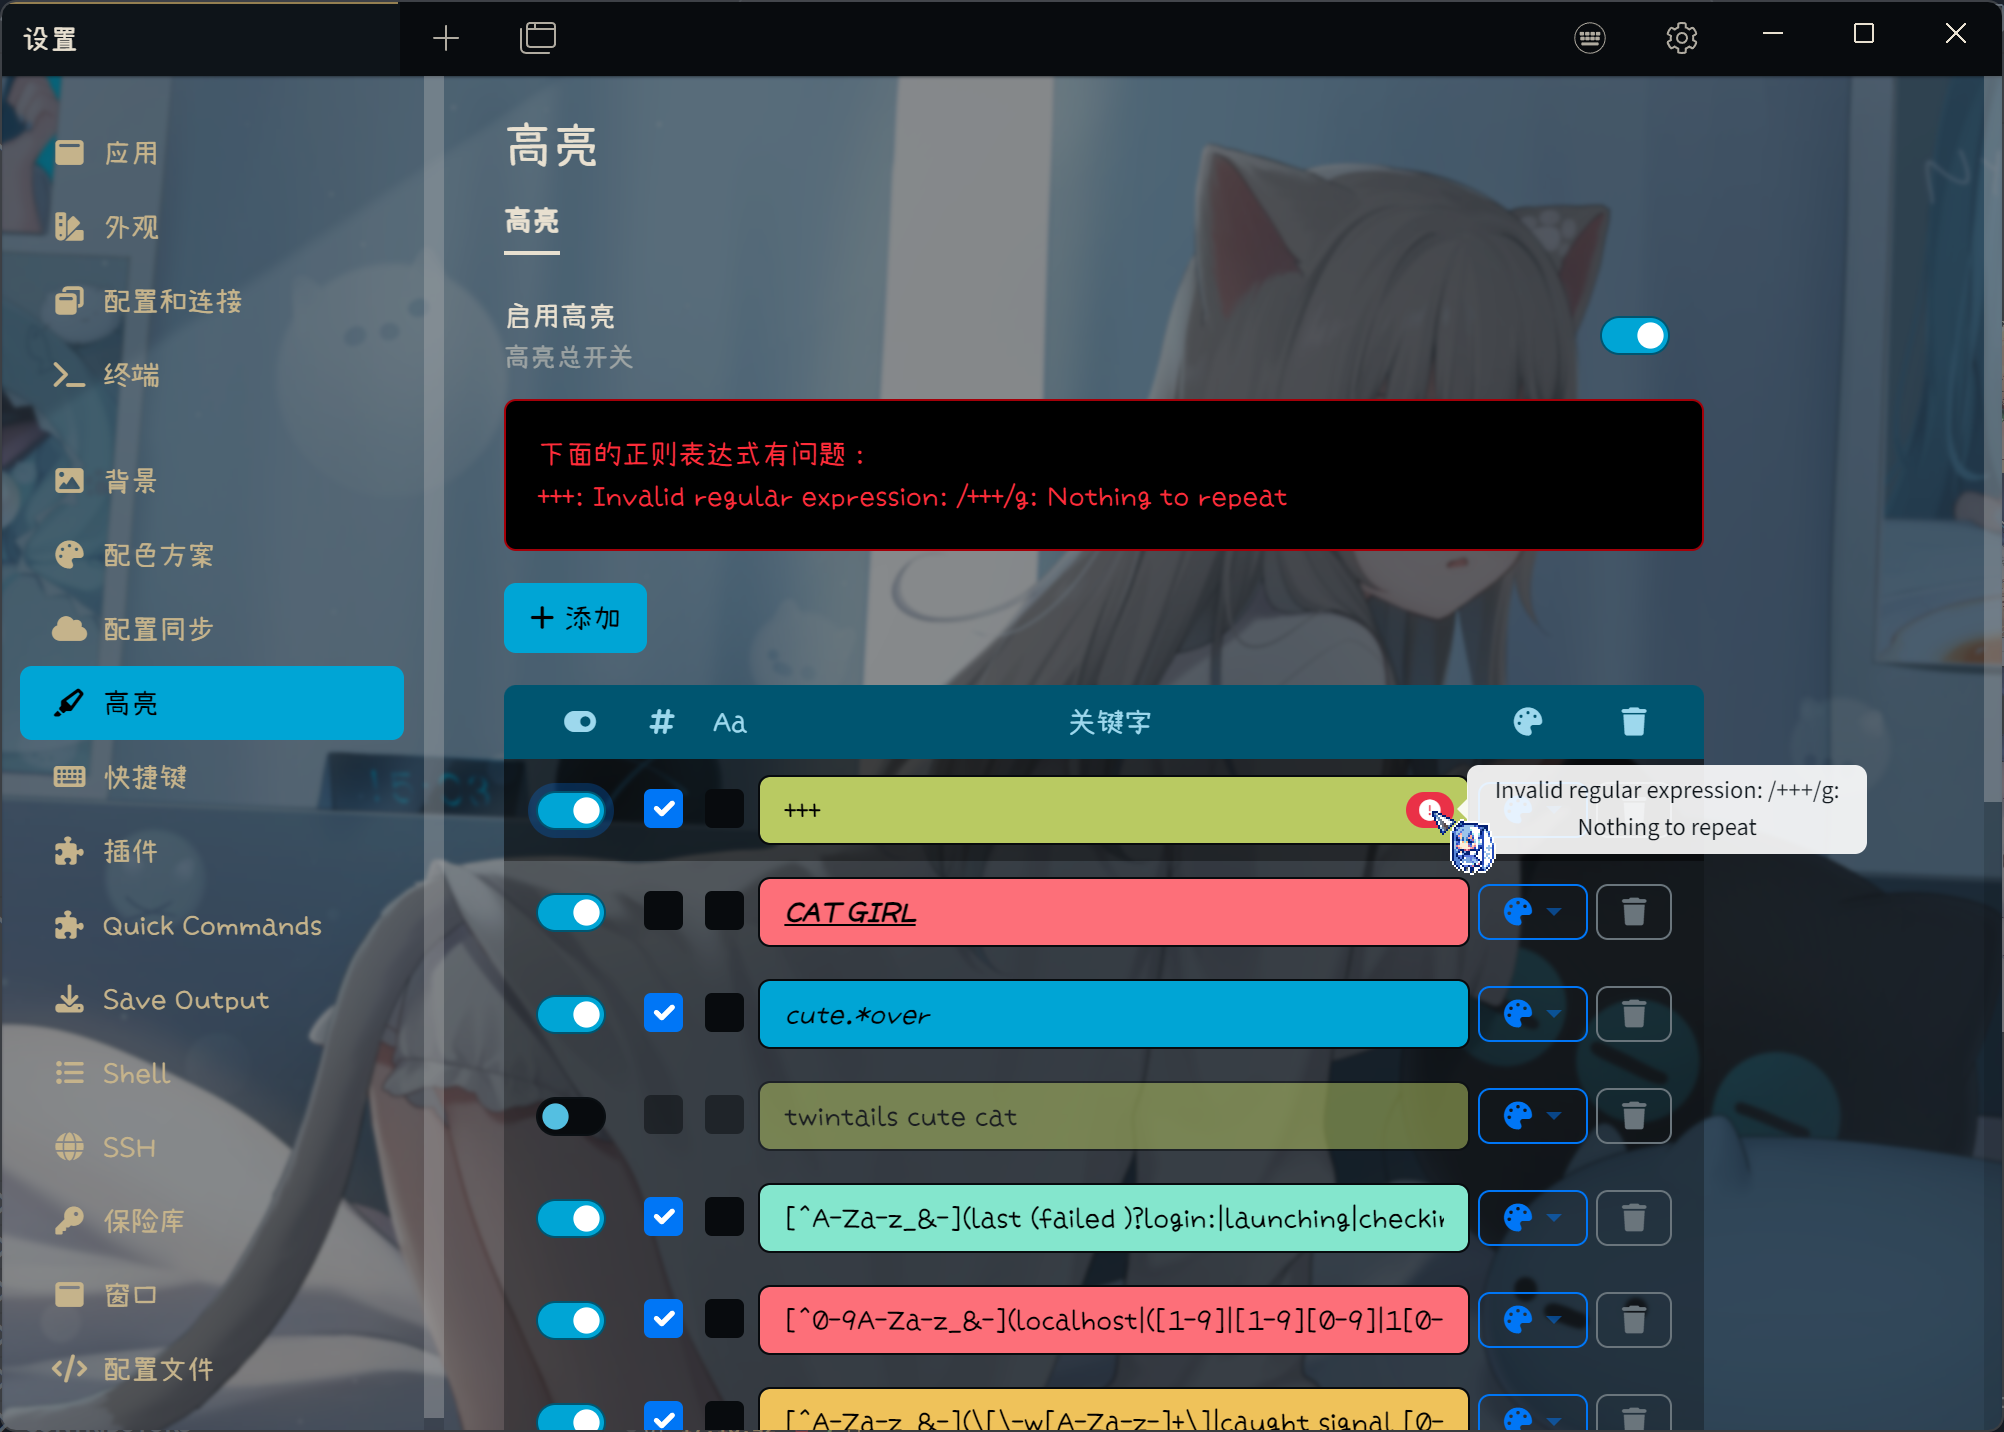 设置
应用
外观
配置和连接
终端
背景
配色方案
配置同步
高亮
快捷键
插件
Quick Commands
Save Output
Shell
SSH
保险库
窗口
配置文件
高亮
高亮
启用高亮
高亮总开关
下面的正则表达式有问题：
+++: Invalid regular expression: /+++/g: Nothing to repeat
+ 添加
# Aa 关键字
+++
Invalid regular expression: /+++/g:
Nothing to repeat
CAT GIRL
cute.*over
twintails cute cat
[^A-Za-z_&-](last (failed )?login:|launching|checkin
[^0-9A-Za-z_&-](localhost|([1-9]|[1-9][0-9]|1[0-
[^A-Za-z_&-](\[\-w[A-Za-z-]+\]|caught signal [0-